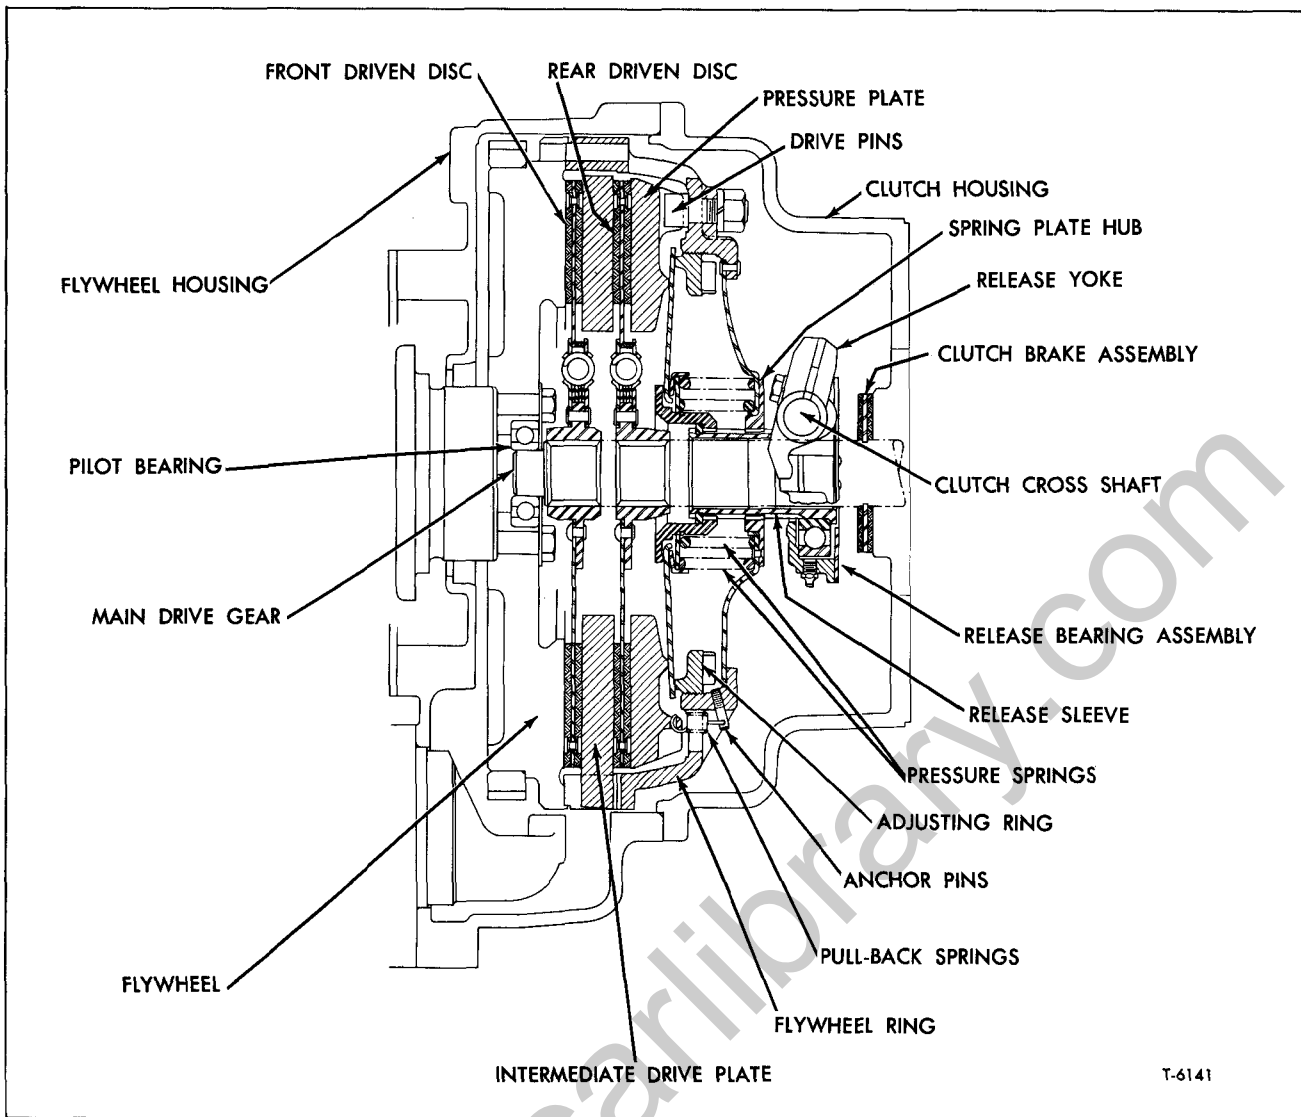 FRONT DRIVEN DISC
REAR DRIVEN DISC
PRESSURE PLATE
DRIVE PINS
CLUTCH HOUSING
SPRING PLATE HUB
RELEASE YOKE
FLYWHEEL HOUSING
CLUTCH BRAKE ASSEMBLY
PILOT BEARING
CLUTCH CROSS SHAFT
MAIN DRIVE GEAR
RELEASE BEARING ASSEMBLY
RELEASE SLEEVE
PRESSURE SPRINGS
ADJUSTING RING
ANCHOR PINS
PULL-BACK SPRINGS
FLYWHEEL
FLYWHEEL RING
INTERMEDIATE DRIVE PLATE
T-6141
carlibrary.com